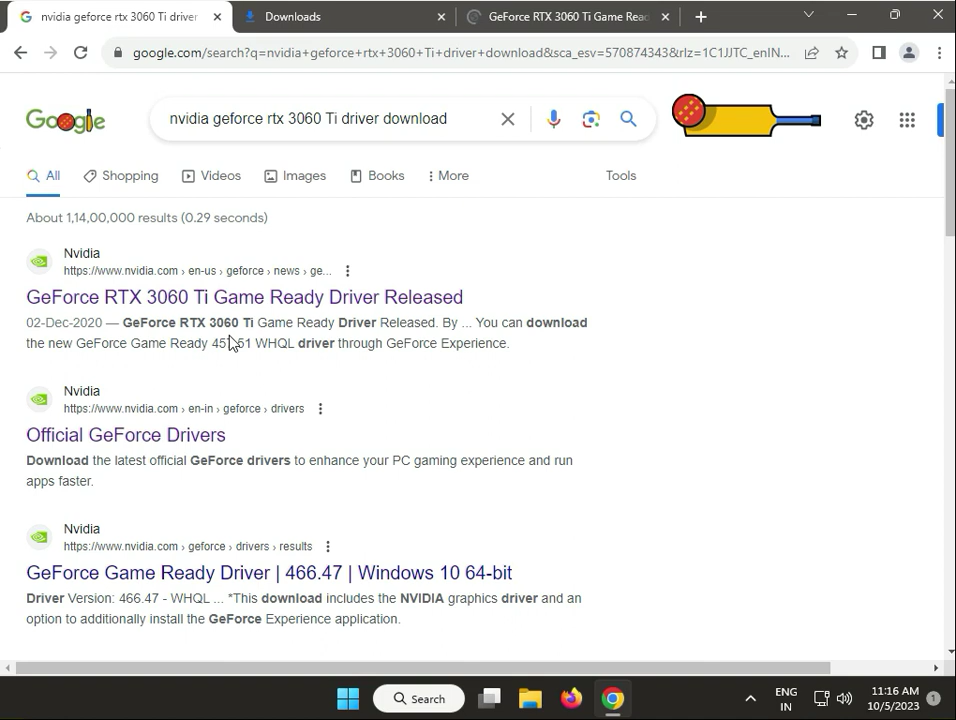 nvidia geforce rtx 3060 Ti driver
Downloads
GeForce RTX 3060 Ti Game Read
google.com/search?q=nvidia+geforce+rtx+3060+Ti+driver+download&sca_esv=570874343&rlz=1C1JJTC_enIN...
Google
nvidia geforce rtx 3060 Ti driver download
All
Shopping
Videos
Images
Books
More
Tools
About 1,14,00,000 results (0.29 seconds)
Nvidia
https://www.nvidia.com › en-us › geforce › news › ge...
GeForce RTX 3060 Ti Game Ready Driver Released
02-Dec-2020 — GeForce RTX 3060 Ti Game Ready Driver Released. By ... You can download
the new GeForce Game Ready WHQL driver through GeForce Experience.
Nvidia
https://www.nvidia.com › en-in › geforce › drivers
Official GeForce Drivers
Download the latest official GeForce drivers to enhance your PC gaming experience and run
apps faster.
Nvidia
https://www.nvidia.com › geforce › drivers › results
GeForce Game Ready Driver | 466.47 | Windows 10 64-bit
Driver Version: 466.47 - WHQL ... *This download includes the NVIDIA graphics driver and an
option to additionally install the GeForce Experience application.
Search
ENG
IN
11:16 AM
10/5/2023
1